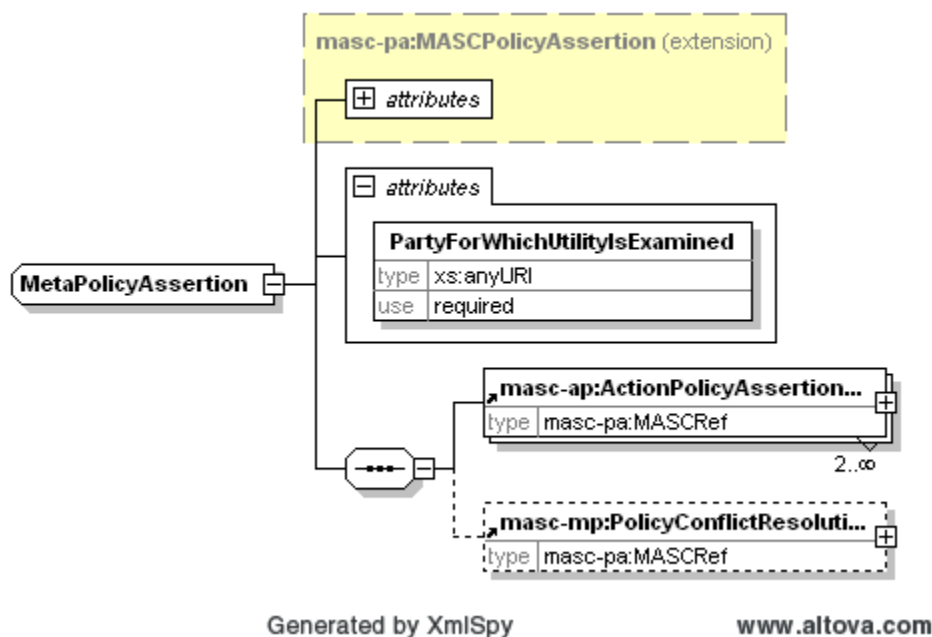 masc-pa:MASCPolicyAssertion (extension)
attributes
attributes
PartyForWhichUtilityIsExamined
type xs:anyURI
use required
MetaPolicyAssertion
masc-ap:ActionPolicyAssertion...
type masc-pa:MASCRef
2..∞
masc-mp:PolicyConflictResoluti...
type masc-pa:MASCRef
Generated by XmlSpy
www.altova.com